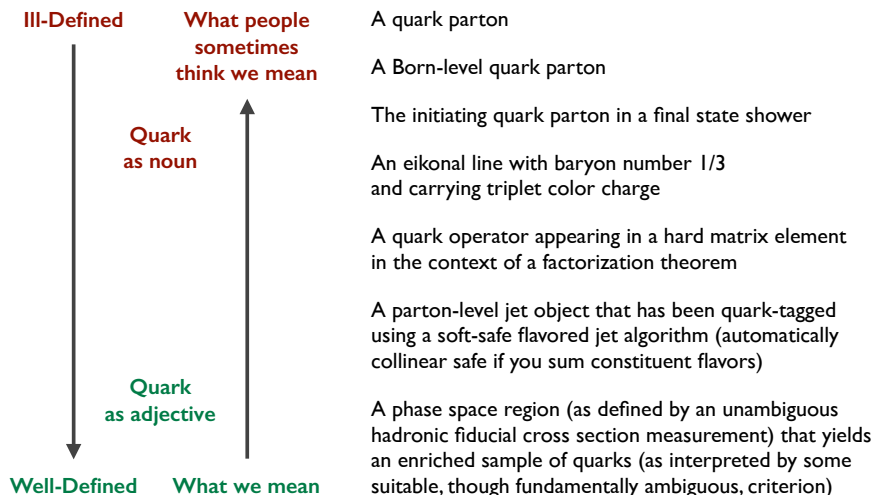 Ill-Defined
What people
sometimes
think we mean
Quark
as noun
Quark
as adjective
Well-Defined
What we mean
A quark parton
A Born-level quark parton
The initiating quark parton in a final state shower
An eikonal line with baryon number 1/3
and carrying triplet color charge
A quark operator appearing in a hard matrix element
in the context of a factorization theorem
A parton-level jet object that has been quark-tagged
using a soft-safe flavored jet algorithm (automatically
collinear safe if you sum constituent flavors)
A phase space region (as defined by an unambiguous
hadronic fiducial cross section measurement) that yields
an enriched sample of quarks (as interpreted by some
suitable, though fundamentally ambiguous, criterion)